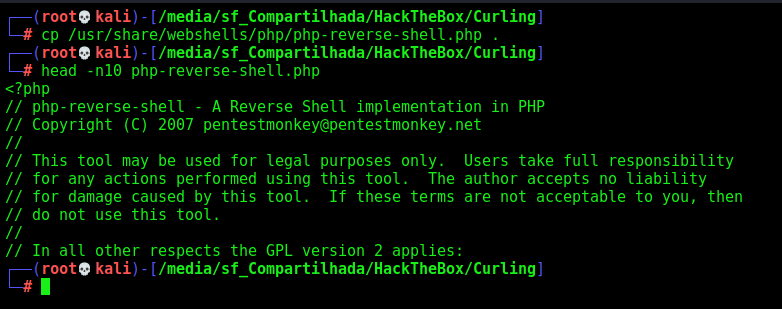 ┌──(root💀kali)-[/media/sf_Compartilhada/HackTheBox/Curling]
└─# cp /usr/share/webshells/php/php-reverse-shell.php .
┌──(root💀kali)-[/media/sf_Compartilhada/HackTheBox/Curling]
└─# head -n10 php-reverse-shell.php
<?php
// php-reverse-shell - A Reverse Shell implementation in PHP
// Copyright (C) 2007 pentestmonkey@pentestmonkey.net
//
// This tool may be used for legal purposes only.  Users take full responsibility
// for any actions performed using this tool.  The author accepts no liability
// for damage caused by this tool.  If these terms are not acceptable to you, then
// do not use this tool.
//
// In all other respects the GPL version 2 applies:
┌──(root💀kali)-[/media/sf_Compartilhada/HackTheBox/Curling]
└─#